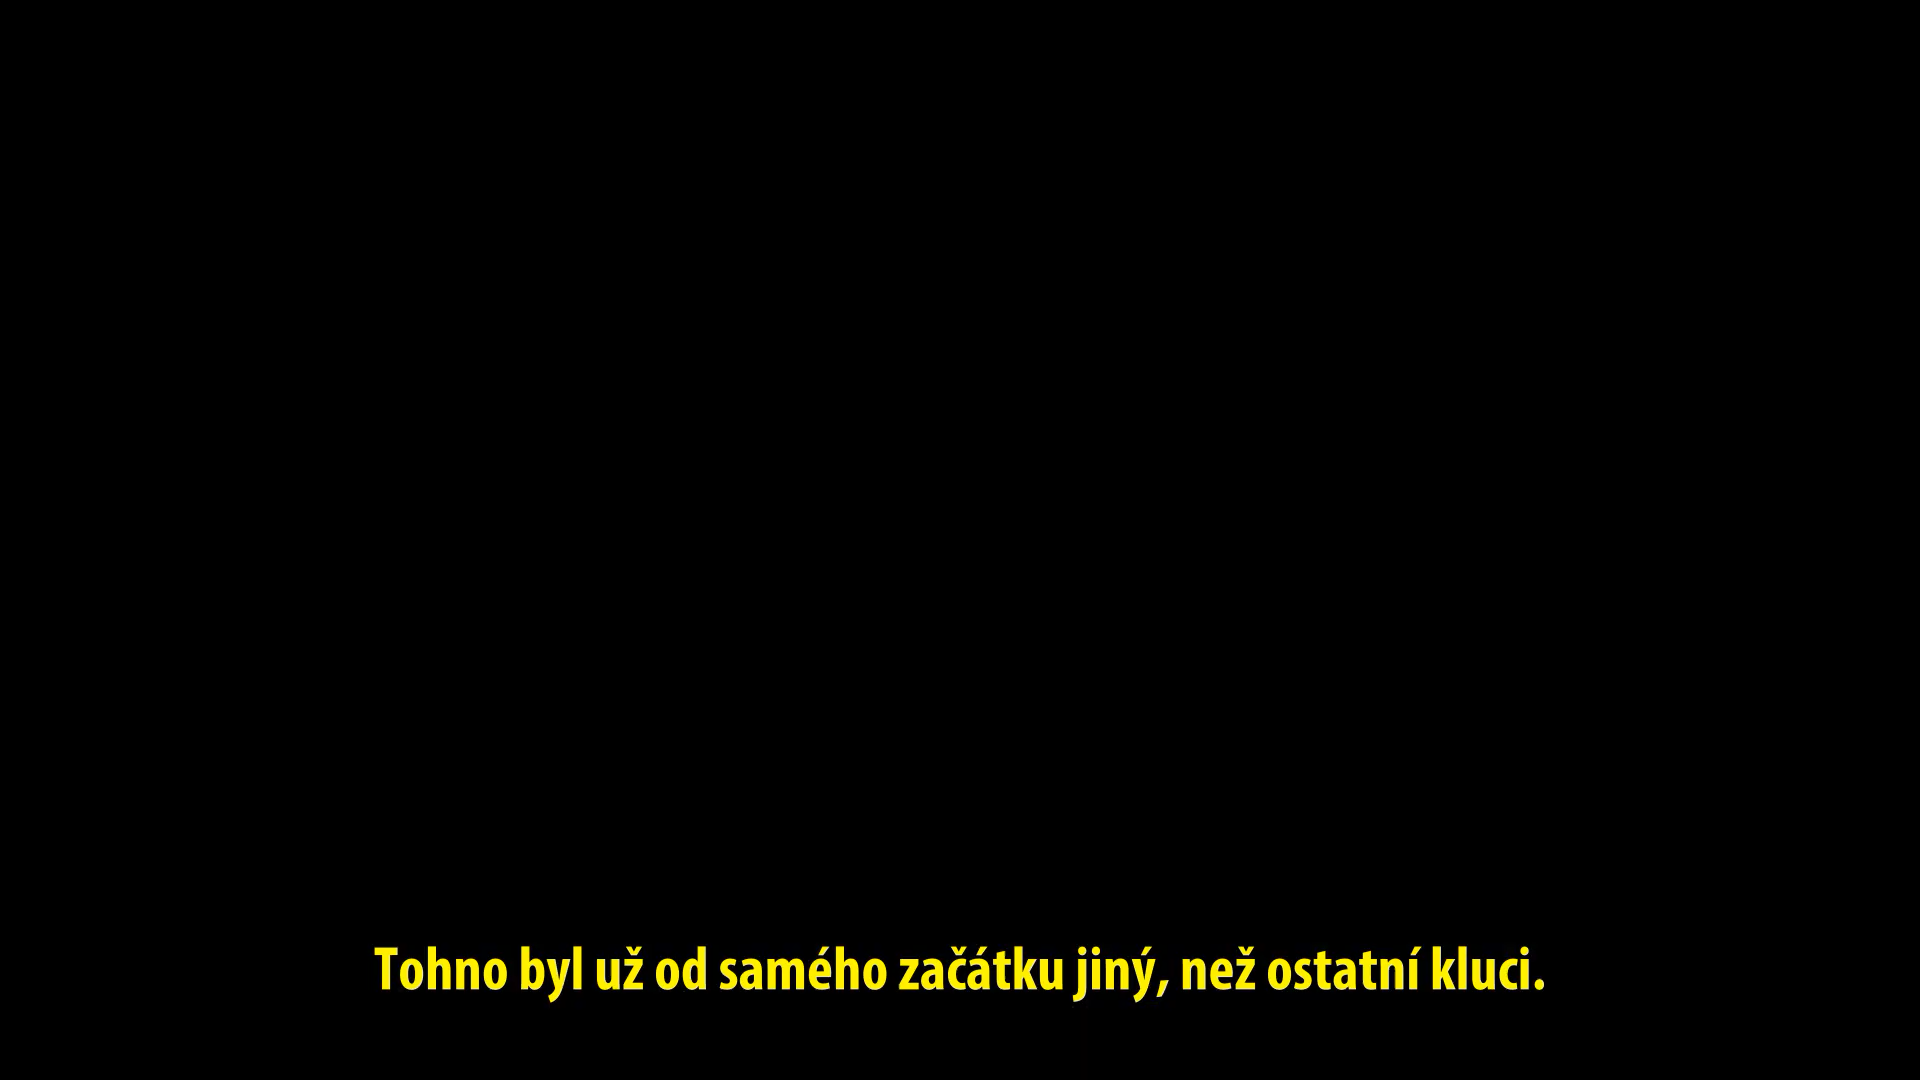 Tohno byl už od samého začátku jiný, než ostatní kluci.